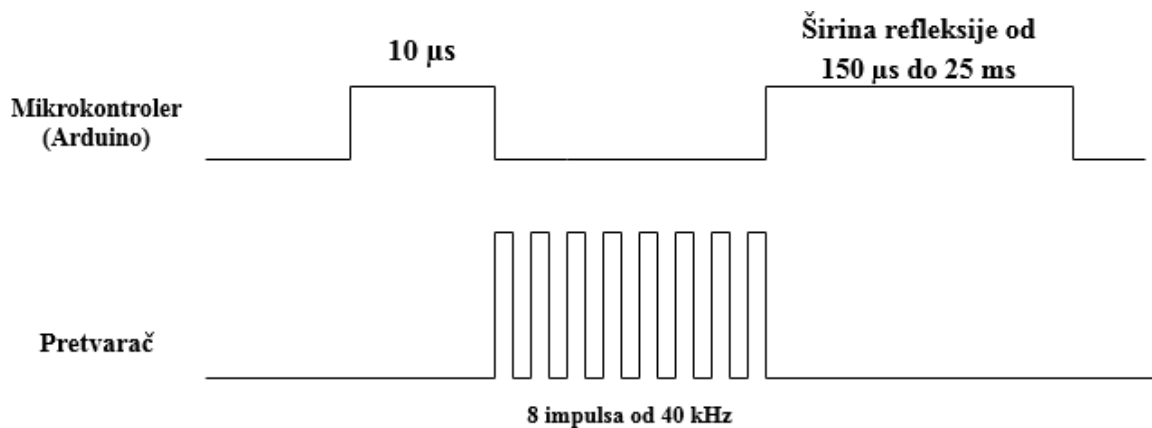 10 µs
Širina refleksije od
150 µs do 25 ms
Mikrokontroler
(Arduino)
Pretvarač
8 impulsa od 40 kHz